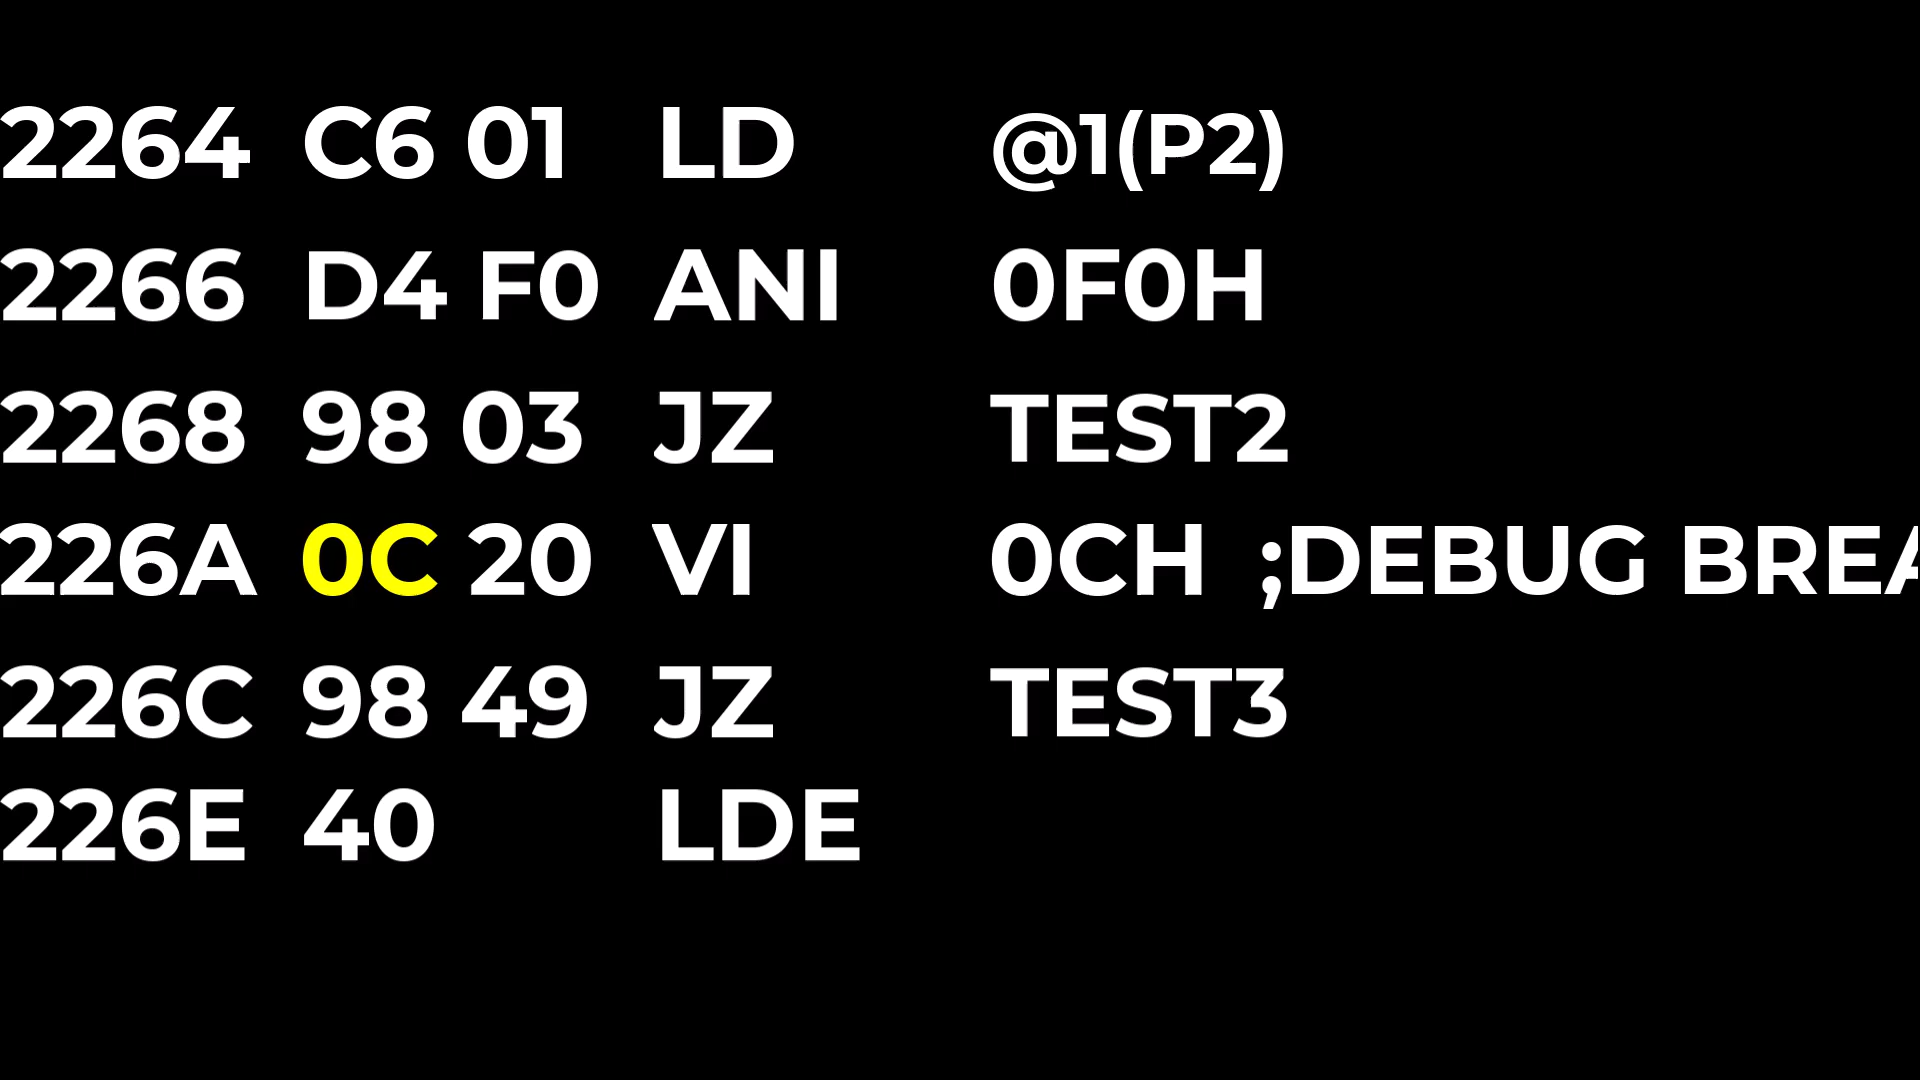 2264 C6 01 LD @1(P2)
2266 D4 F0 ANI 0F0H
2268 98 03 JZ TEST2
226A 0C 20 VI 0CH ;DEBUG BREA
226C 98 49 JZ TEST3
226E 40 LDE